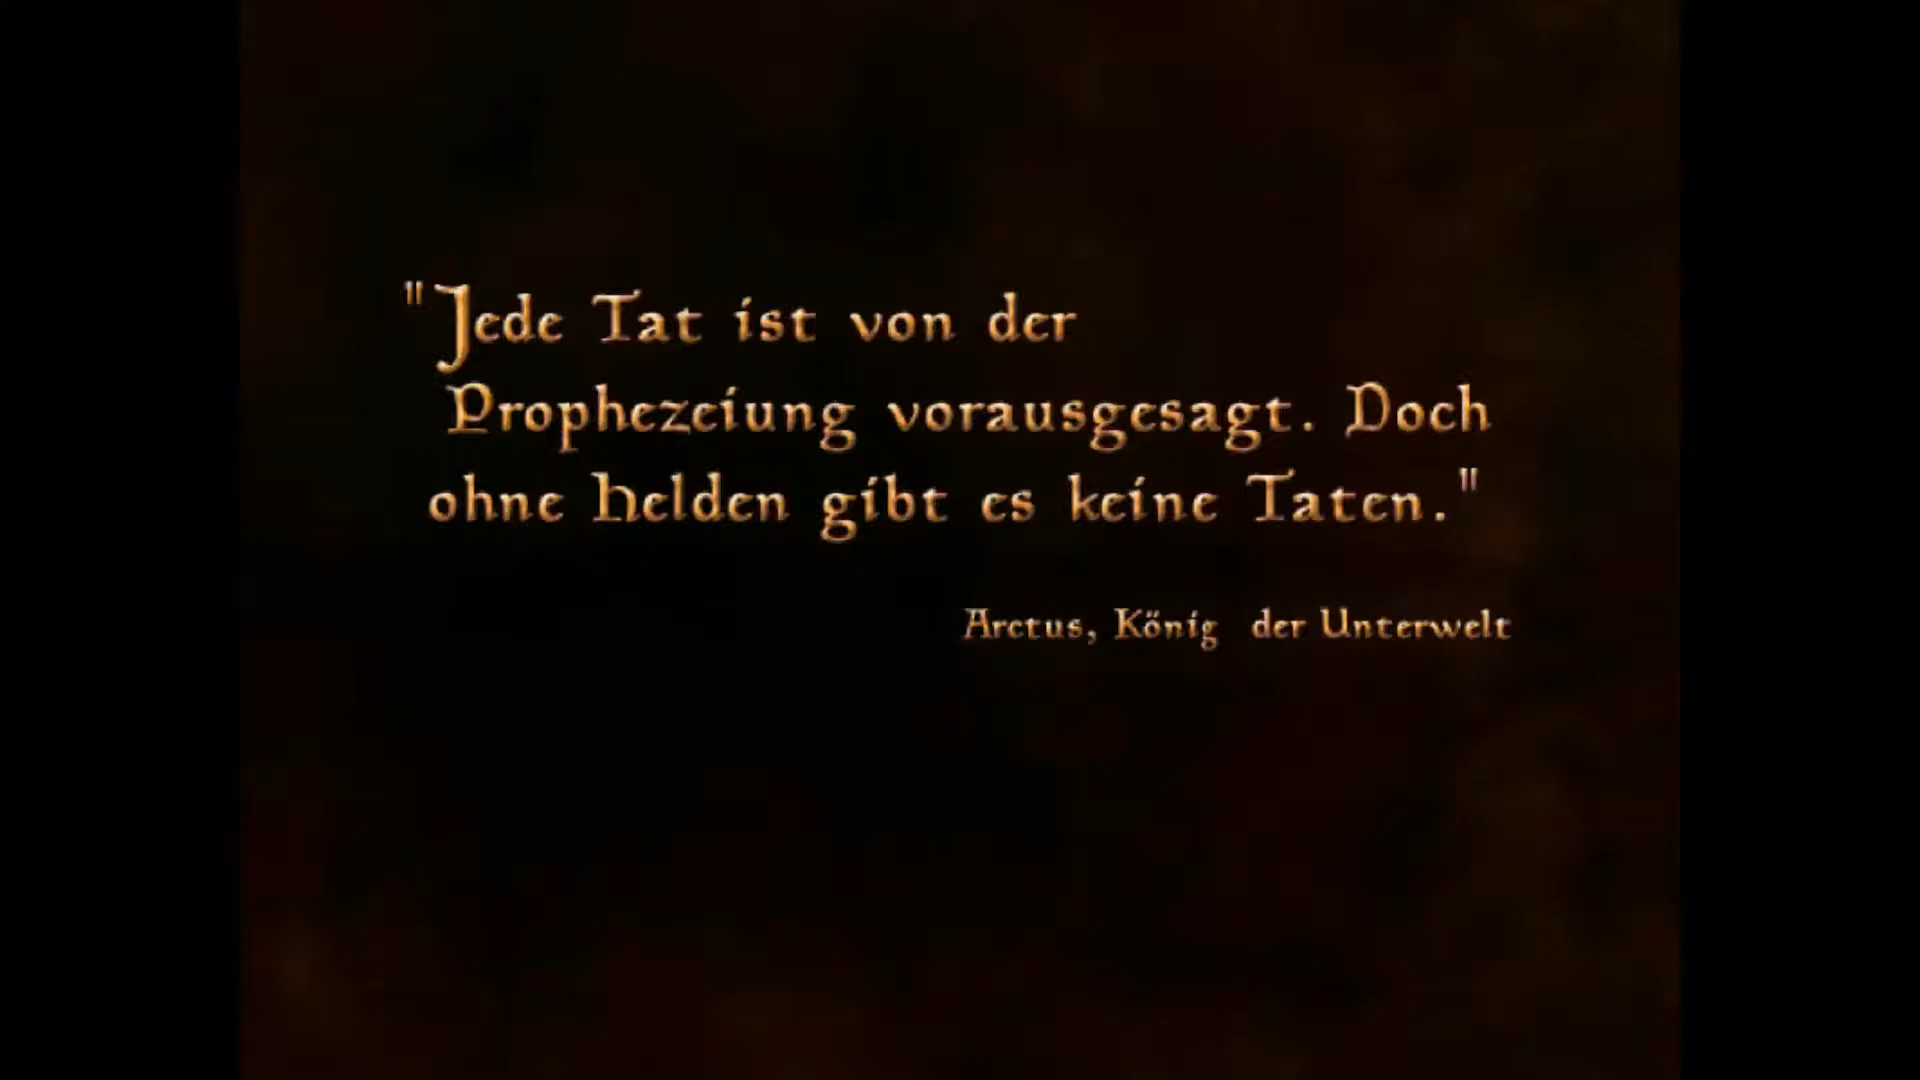 "Jede Tat ist von der
Prophezeiung vorausgesagt. Doch
ohne Helden gibt es keine Taten."
Arctus, König der Unterwelt